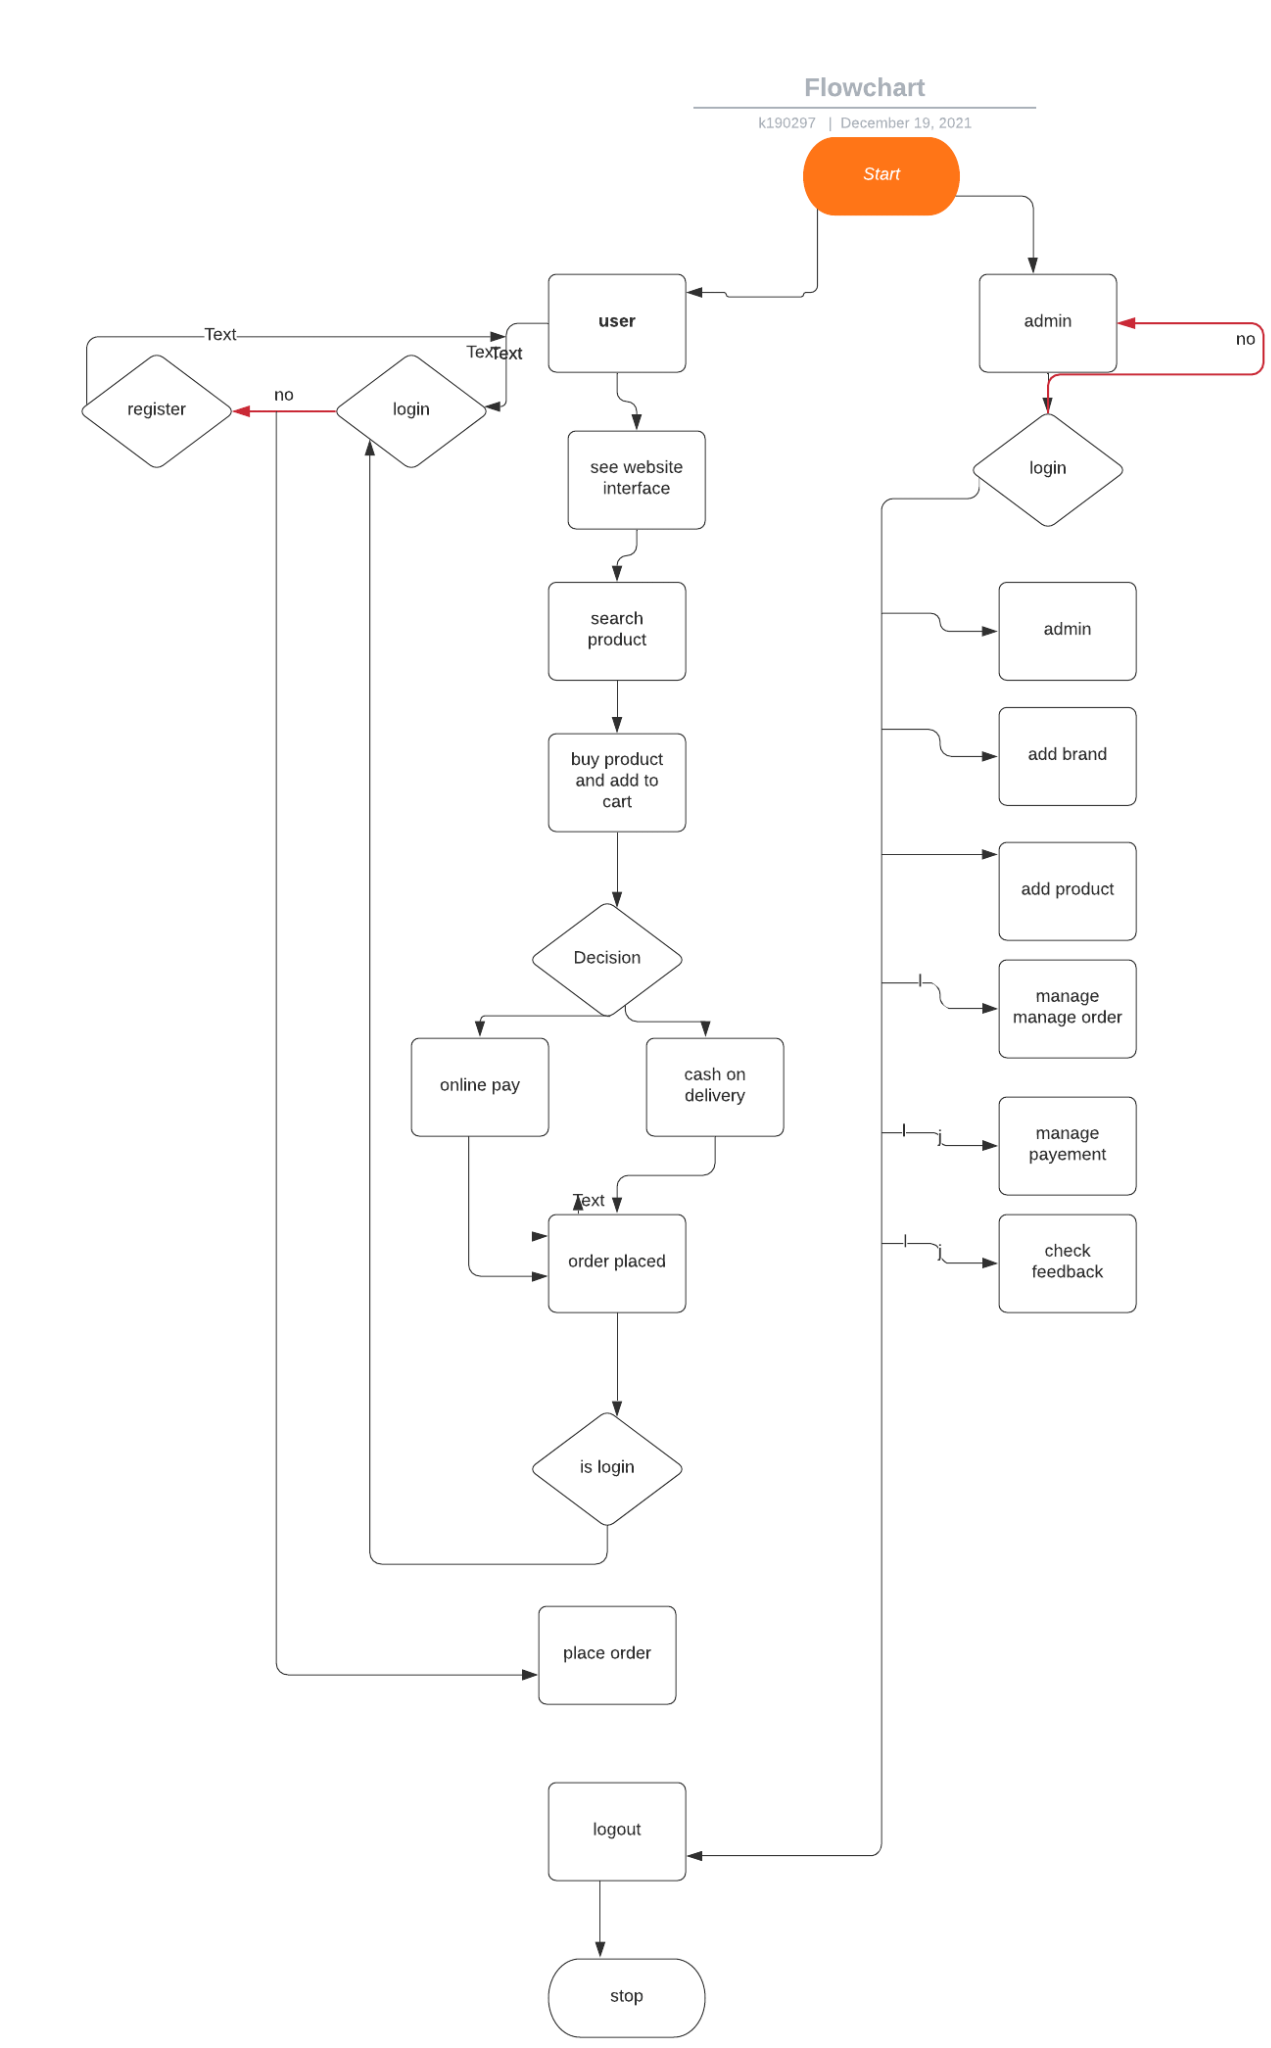 Flowchart
k190297 | December 19, 2021
Start
user
admin
no
Text
Text
Text
register
no
login
see website
interface
login
search
product
admin
buy product
and add to
cart
add brand
add product
Decision
manage
manage order
online pay
cash on
delivery
manage
payement
Text
order placed
check
feedback
is login
place order
logout
stop